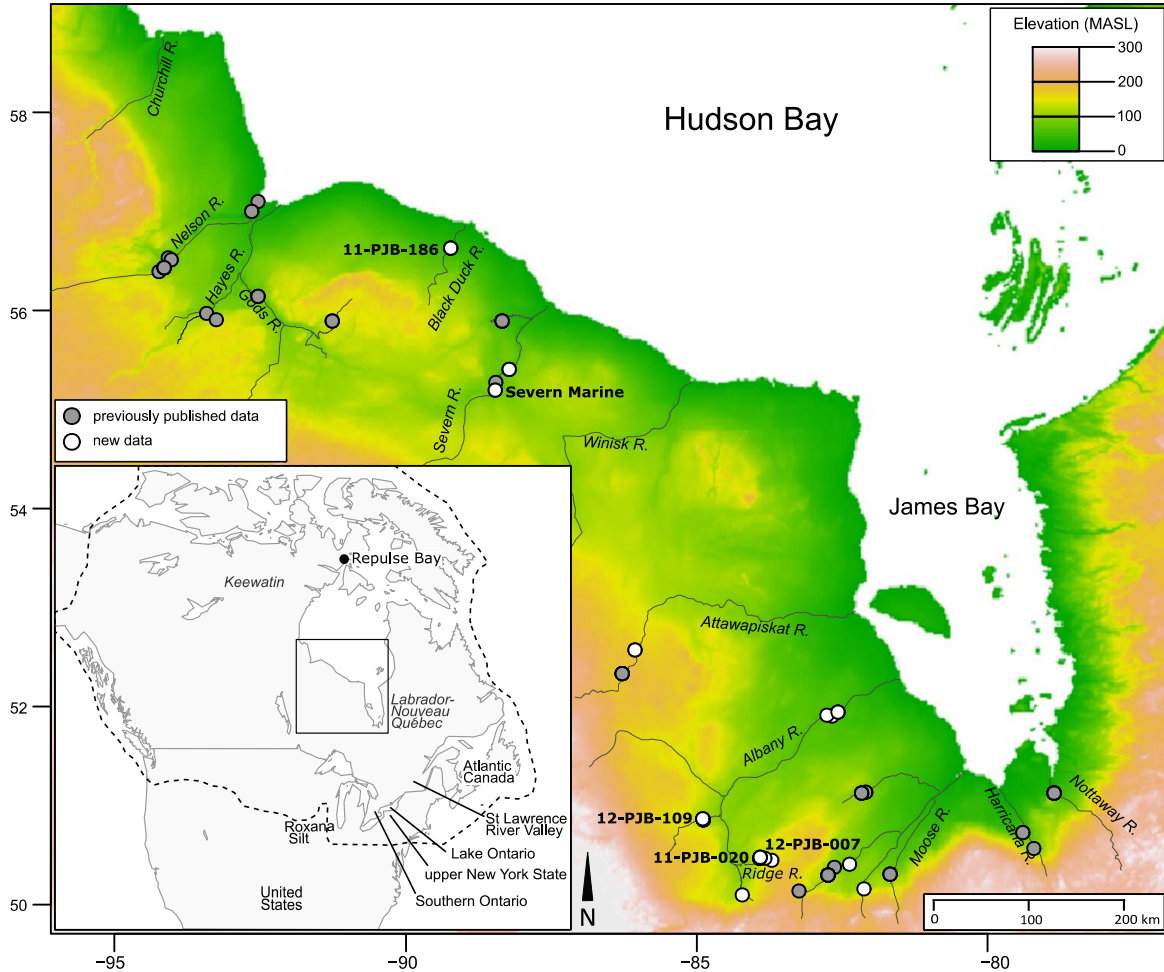 Elevation (MASL)
300
200
100
0
Hudson Bay
James Bay
58
56
54
52
50
−95
−90
−85
−80
Churchill R.
Nelson R.
Hayes R.
Gods R.
11-PJB-186
Black Duck R.
Severn Marine
Severn R.
Winisk R.
Attawapiskat R.
Albany R.
12-PJB-109
12-PJB-007
11-PJB-020
Ridge R.
Moose R.
Harricana R.
Nottaway R.
previously published data
new data
Repulse Bay
Keewatin
Labrador-
Nouveau
Québec
Atlantic
Canada
St Lawrence
River Valley
Roxana
Silt
Lake Ontario
upper New York State
Southern Ontario
United
States
N
0 100 200 km